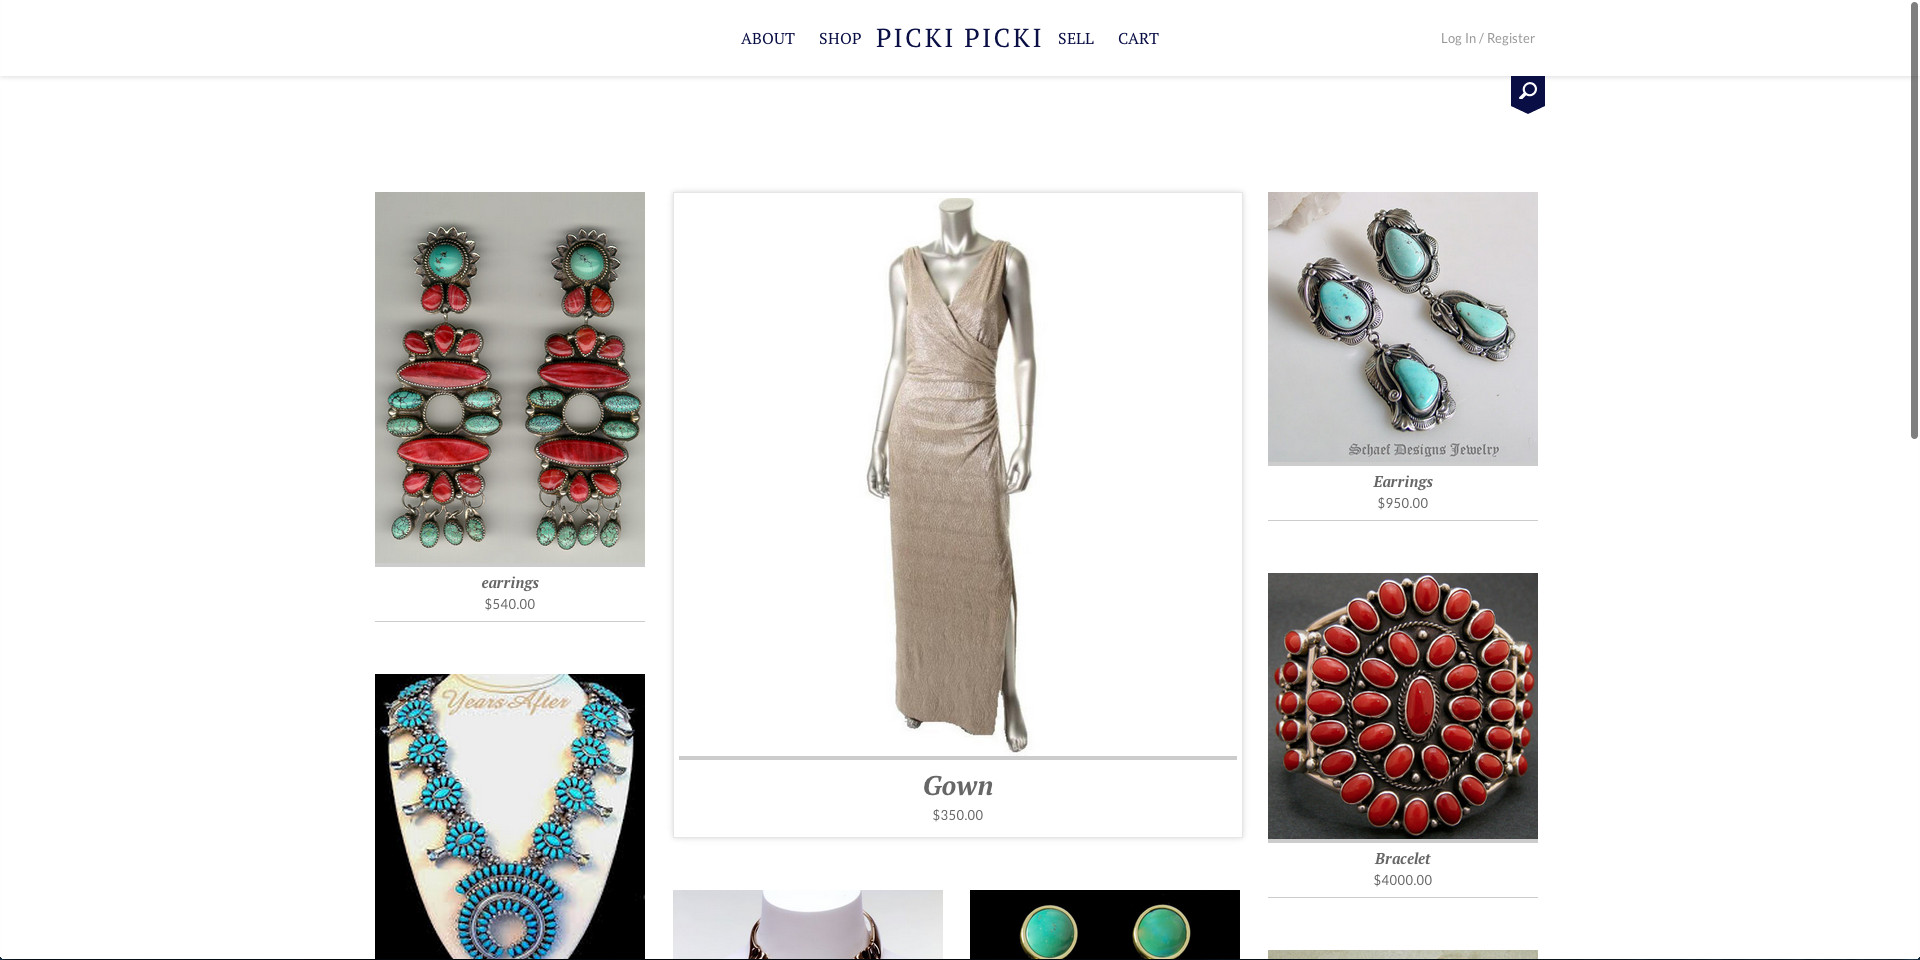 ABOUT SHOP PICKI PICKI SELL CART Log In / Register
earrings
$540.00
Years After
Gown
$350.00
Schaef Designs Jewelry
Earrings
$950.00
Bracelet
$4000.00